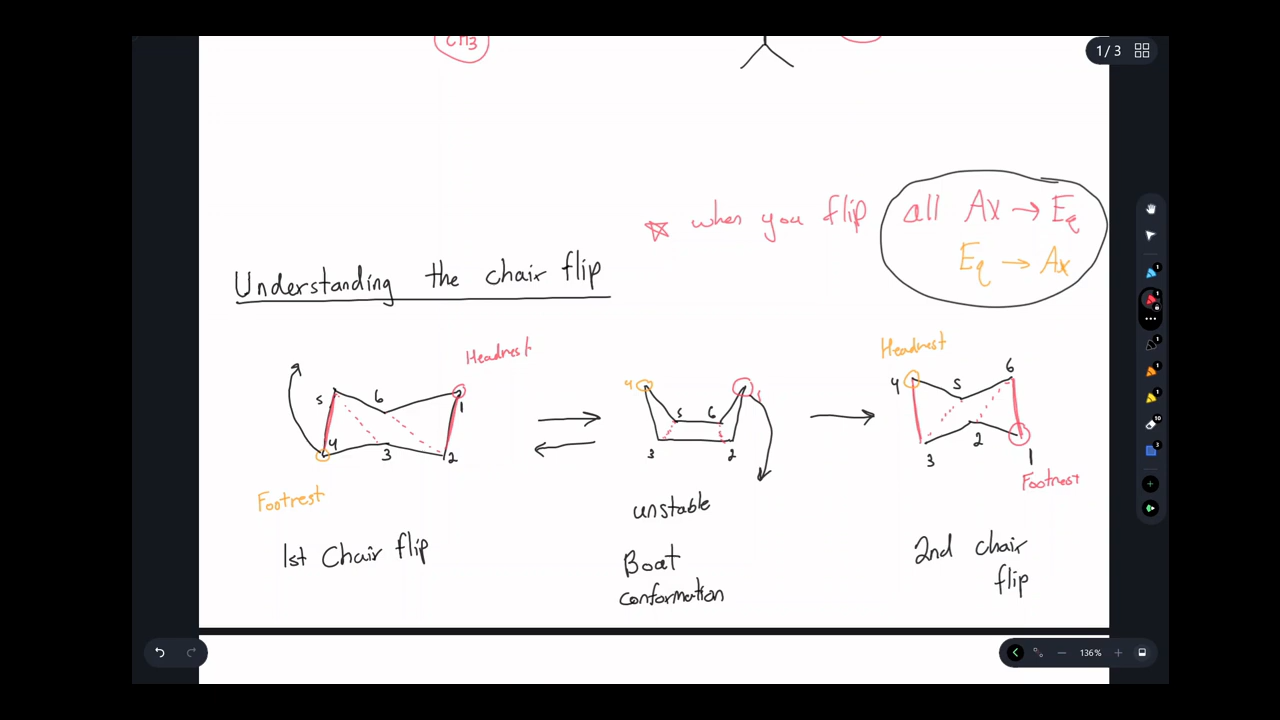 CH3
1/3
☆ when you flip all Ax → Eq
Eq → Ax
Understanding the chair flip
Headrest
Headrest
5 6 1
4 3 2
4 1
5 6
3 2
4 5 6
3 2 1
Footrest
Footrest
unstable
1st Chair flip
Boat
conformation
2nd chair
flip
136%